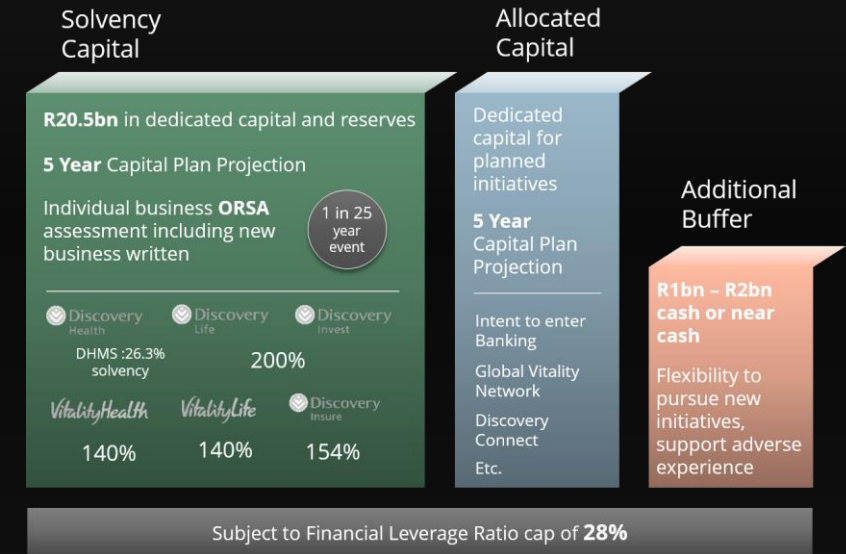 Solvency
Capital
R20.5bn in dedicated capital and reserves
5 Year Capital Plan Projection
Individual business ORSA
assessment including new
business written
1 in 25
year
event
Discovery
Health
Discovery
Life
Discovery
Invest
DHMS :26.3%
solvency
200%
VitalityHealth
VitalityLife
Discovery
Insure
140%
140%
154%
Allocated
Capital
Dedicated
capital for
planned
initiatives
5 Year
Capital Plan
Projection
Intent to enter
Banking
Global Vitality
Network
Discovery
Connect
Etc.
Additional
Buffer
R1bn – R2bn
cash or near
cash
Flexibility to
pursue new
initiatives,
support adverse
experience
Subject to Financial Leverage Ratio cap of 28%